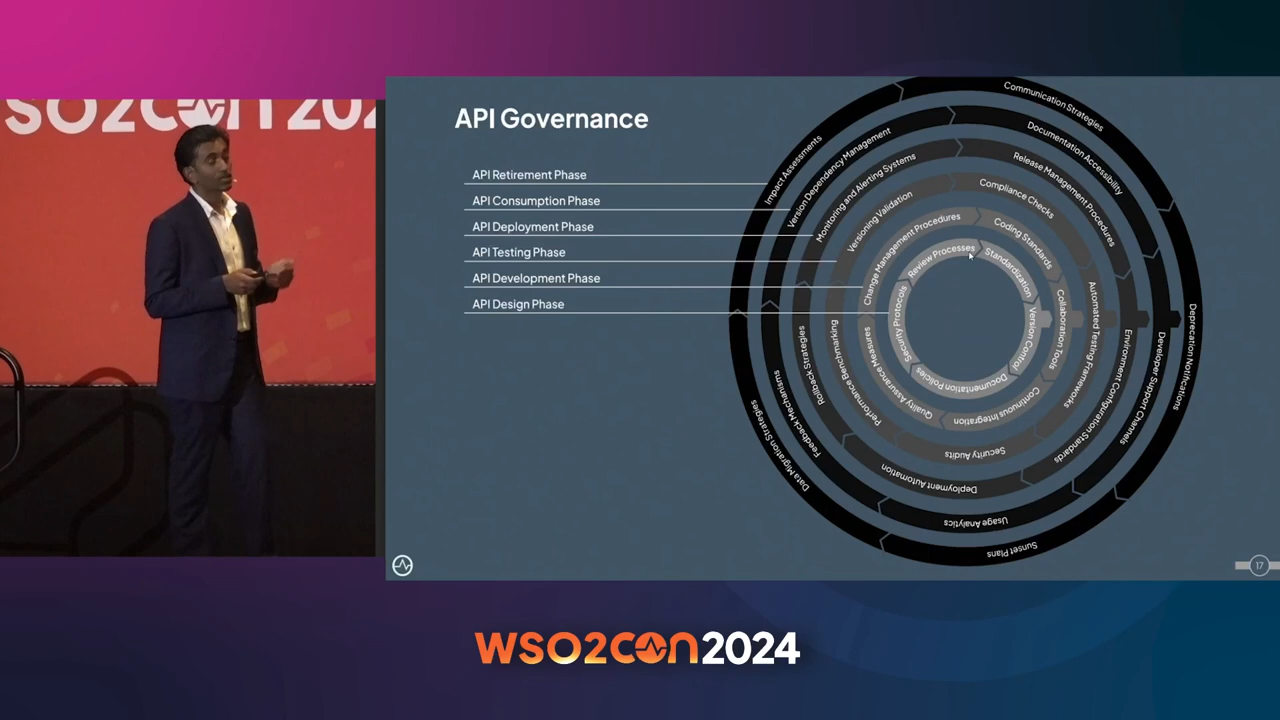 SO2CON 202
API Governance
API Retirement Phase
API Consumption Phase
API Deployment Phase
API Testing Phase
API Development Phase
API Design Phase
Communication Strategies
Deprecation Notifications
Sunset Plans
Data Migration Strategies
Impact Assessments
Documentation Accessibility
Developer Support Channels
Usage Analytics
Feedback Mechanisms
Version Dependency Management
Release Management Procedures
Environment Configuration Standards
Deployment Automation
Rollback Strategies
Monitoring and Alerting Systems
Compliance Checks
Automated Testing Frameworks
Security Audits
Performance Benchmarking
Versioning Validation
Coding Standards
Collaboration Tools
Continuous Integration
Quality Assurance Measures
Change Management Procedures
Standardization
Version Control
Documentation Policies
Security Protocols
Review Processes
17
WSO2CON2024